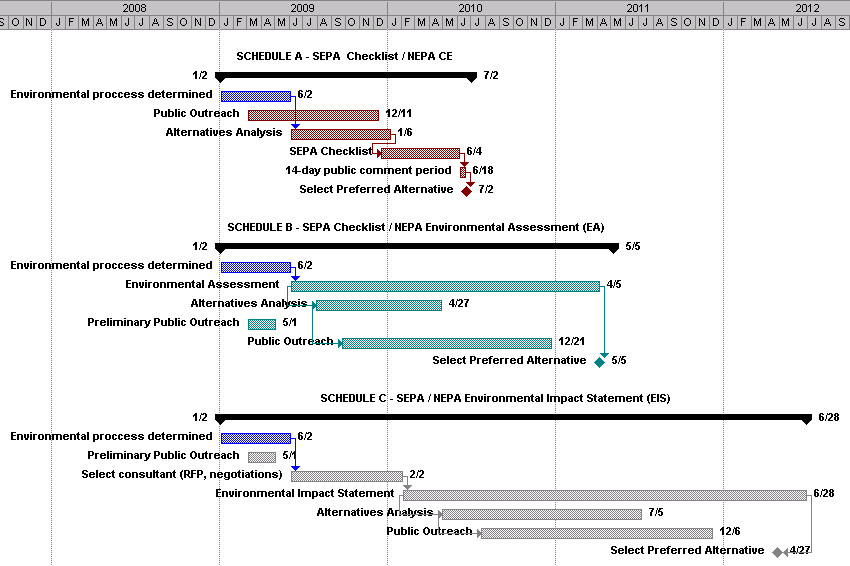 2008 2009 2010 2011 2012
S O N D J F M A M J J A S O N D J F M A M J J A S O N D J F M A M J J A S O N D J F M A M J J A S O N D J F M A M J J A S
SCHEDULE A - SEPA Checklist / NEPA CE
1/2 7/2
Environmental proccess determined 6/2
Public Outreach 12/11
Alternatives Analysis 1/6
SEPA Checklist 6/4
14-day public comment period 6/18
Select Preferred Alternative 7/2
SCHEDULE B - SEPA Checklist / NEPA Environmental Assessment (EA)
1/2 5/5
Environmental proccess determined 6/2
Environmental Assessment 4/5
Alternatives Analysis 4/27
Preliminary Public Outreach 5/1
Public Outreach 12/21
Select Preferred Alternative 5/5
SCHEDULE C - SEPA / NEPA Environmental Impact Statement (EIS)
1/2 6/28
Environmental proccess determined 6/2
Preliminary Public Outreach 5/1
Select consultant (RFP, negotiations) 2/2
Environmental Impact Statement 6/28
Alternatives Analysis 7/5
Public Outreach 12/6
Select Preferred Alternative 4/27